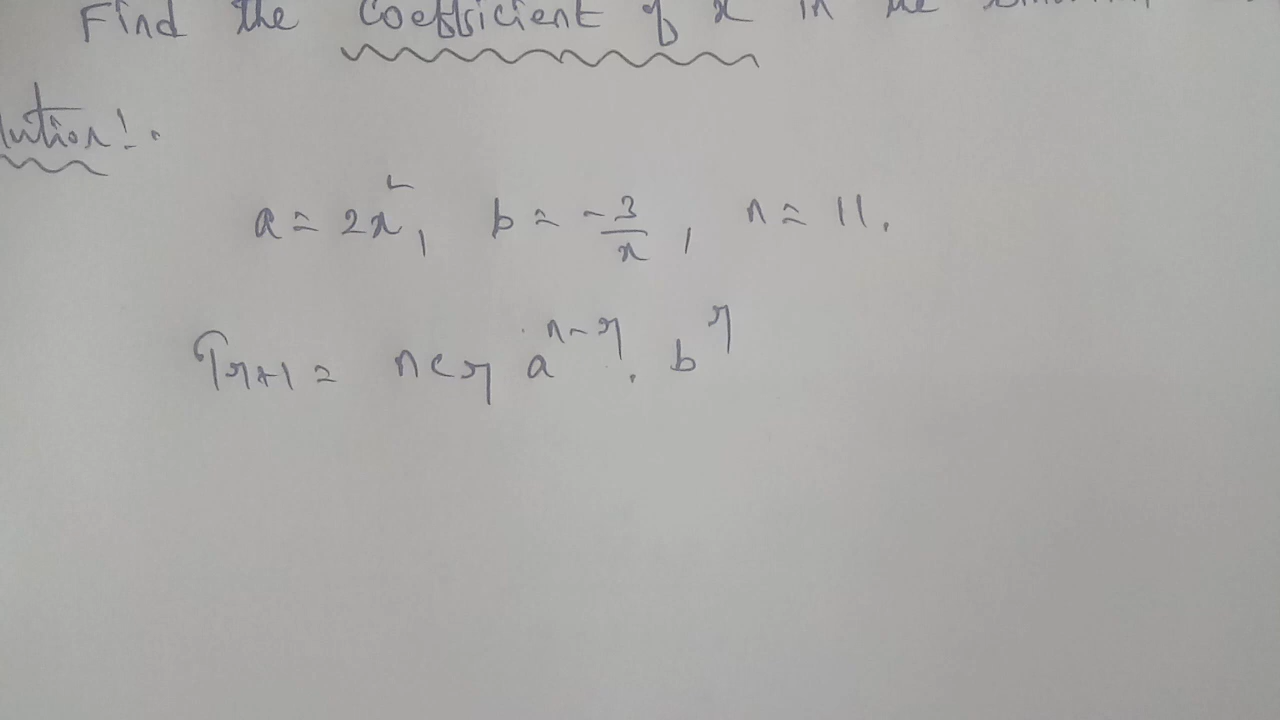 Find the coefficient of x in the
lution:.
a = 2x², b = -3/x, n = 11.
Tr+1 = ncr a^n-r . b^r